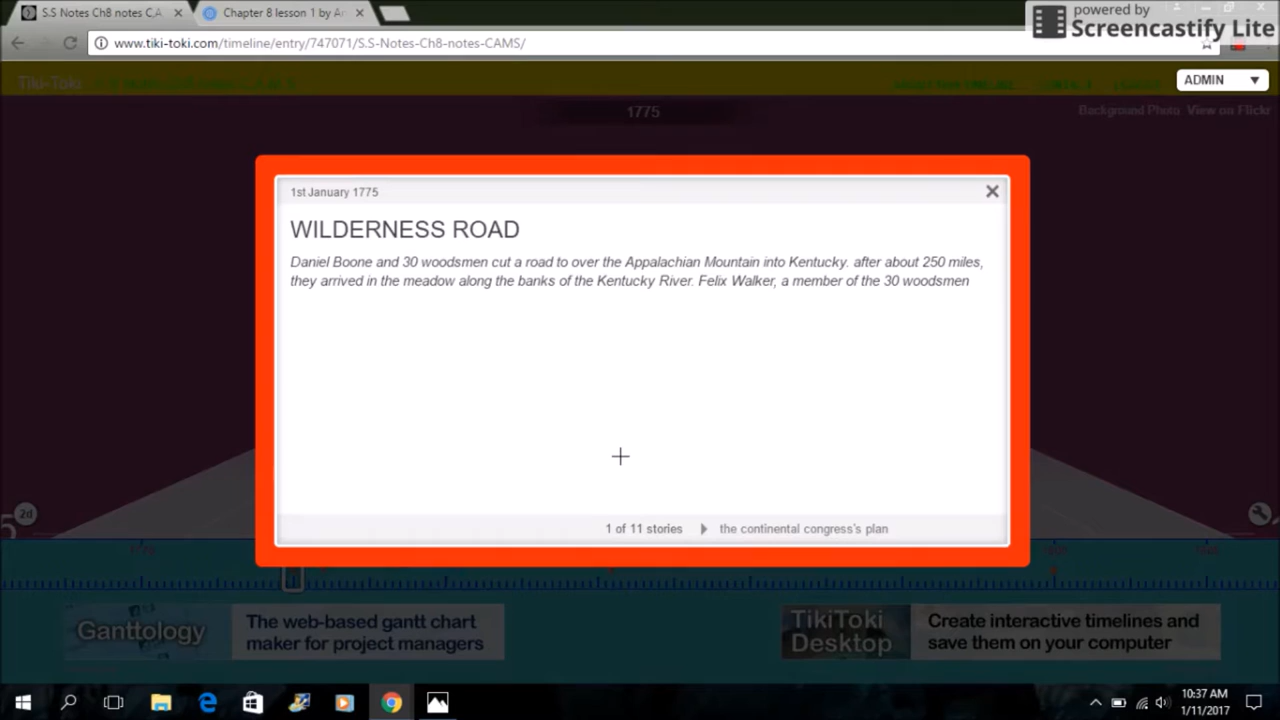 S.S Notes Ch8 notes C,A
Chapter 8 lesson 1 by A
powered by
Screencastify Lite
www.tiki-toki.com/timeline/entry/747071/S.S-Notes-Ch8-notes-CAMS/
Tiki-Toki
ADMIN
1775
Background Photo: View on Flickr
1st January 1775
WILDERNESS ROAD
Daniel Boone and 30 woodsmen cut a road to over the Appalachian Mountain into Kentucky. after about 250 miles,
they arrived in the meadow along the banks of the Kentucky River. Felix Walker, a member of the 30 woodsmen
2d
1 of 11 stories
the continental congress's plan
Ganttology
The web-based gantt chart
maker for project managers
TikiToki
Desktop
Create interactive timelines and
save them on your computer
10:37 AM
1/11/2017